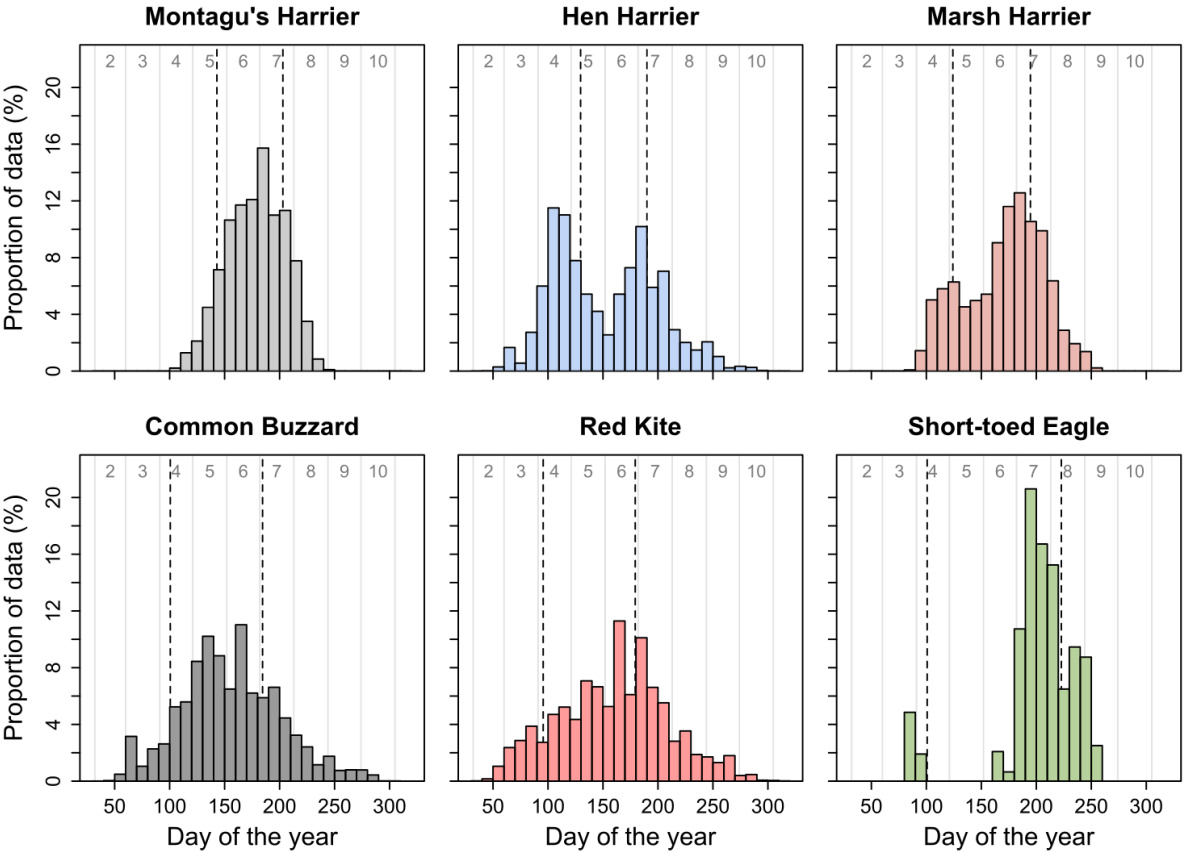 Montagu's Harrier
Hen Harrier
Marsh Harrier
Proportion of data (%)
20
16
12
8
4
0
2 3 4 5 6 7 8 9 10
2 3 4 5 6 7 8 9 10
2 3 4 5 6 7 8 9 10
Common Buzzard
Red Kite
Short-toed Eagle
Proportion of data (%)
20
16
12
8
4
0
2 3 4 5 6 7 8 9 10
2 3 4 5 6 7 8 9 10
2 3 4 5 6 7 8 9 10
50 100 150 200 250 300
50 100 150 200 250 300
50 100 150 200 250 300
Day of the year
Day of the year
Day of the year